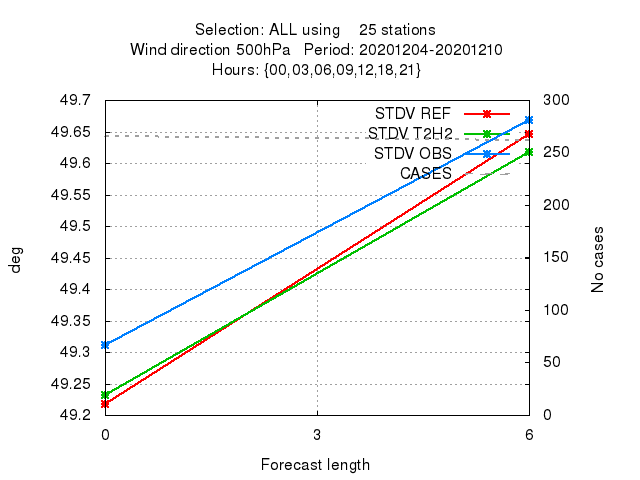 Selection: ALL using    25 stations
Wind direction 500hPa   Period: 20201204-20201210
Hours: {00,03,06,09,12,18,21}
49.7
49.65
49.6
49.55
49.5
49.45
49.4
49.35
49.3
49.25
49.2
deg
STDV REF
STDV T2H2
STDV OBS
CASES
300
250
200
150
100
50
0
No cases
0 3 6
Forecast length